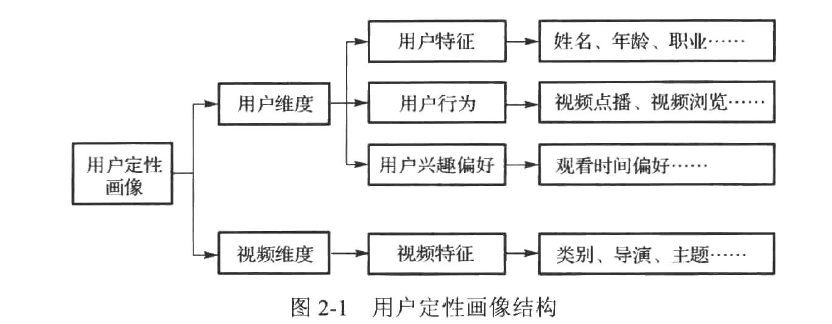 用户特征
姓名、年龄、职业……
用户维度
用户行为
视频点播、视频浏览……
用户定性
画像
用户兴趣偏好
观看时间偏好……
视频维度
视频特征
类别、导演、主题……
图 2-1 用户定性画像结构